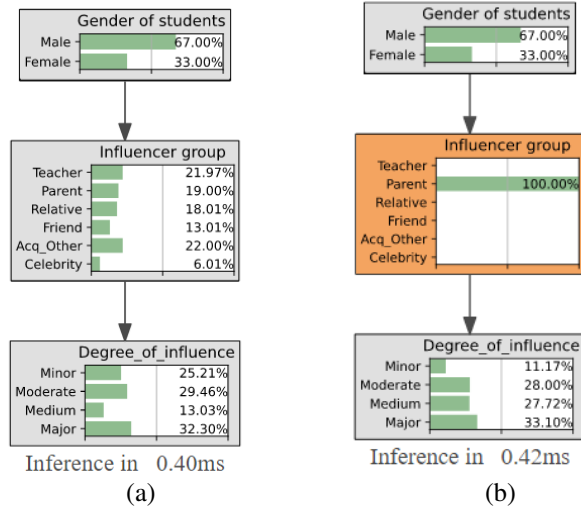 Gender of students
Male 67.00%
Female 33.00%
Influencer group
Teacher 21.97%
Parent 19.00%
Relative 18.01%
Friend 13.01%
Acq_Other 22.00%
Celebrity 6.01%
Degree_of_influence
Minor 25.21%
Moderate 29.46%
Medium 13.03%
Major 32.30%
Inference in 0.40ms
(a)
Gender of students
Male 67.00%
Female 33.00%
Influencer group
Teacher
Parent 100.00%
Relative
Friend
Acq_Other
Celebrity
Degree_of_influence
Minor 11.17%
Moderate 28.00%
Medium 27.72%
Major 33.10%
Inference in 0.42ms
(b)